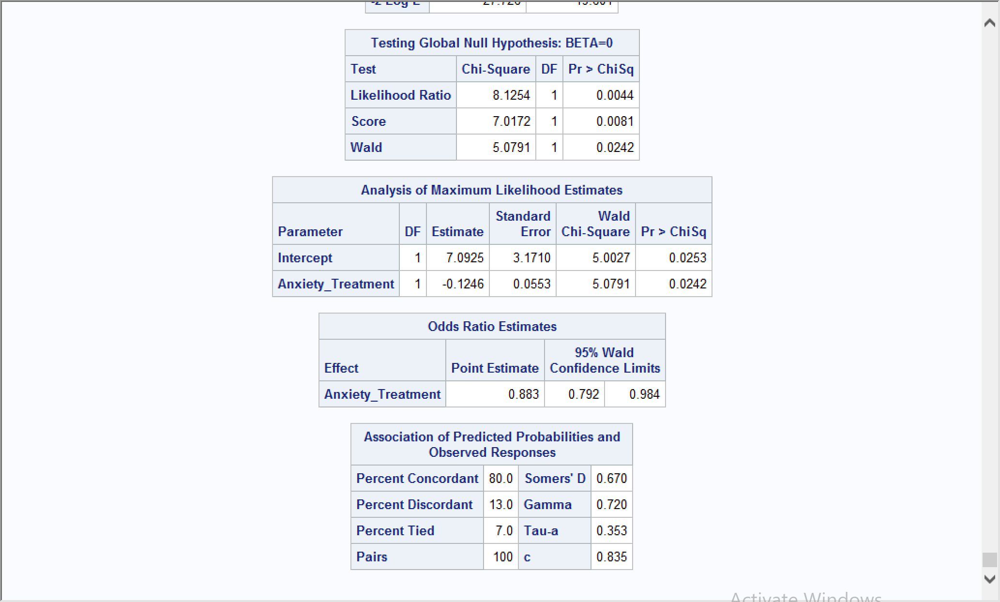 -2 Log L 27.726 19.601
Testing Global Null Hypothesis: BETA=0
Test Chi-Square DF Pr > ChiSq
Likelihood Ratio 8.1254 1 0.0044
Score 7.0172 1 0.0081
Wald 5.0791 1 0.0242
Analysis of Maximum Likelihood Estimates
Parameter DF Estimate Standard Error Wald Chi-Square Pr > ChiSq
Intercept 1 7.0925 3.1710 5.0027 0.0253
Anxiety_Treatment 1 -0.1246 0.0553 5.0791 0.0242
Odds Ratio Estimates
Effect Point Estimate 95% Wald Confidence Limits
Anxiety_Treatment 0.883 0.792 0.984
Association of Predicted Probabilities and
Observed Responses
Percent Concordant 80.0 Somers' D 0.670
Percent Discordant 13.0 Gamma 0.720
Percent Tied 7.0 Tau-a 0.353
Pairs 100 c 0.835
Activate Windows